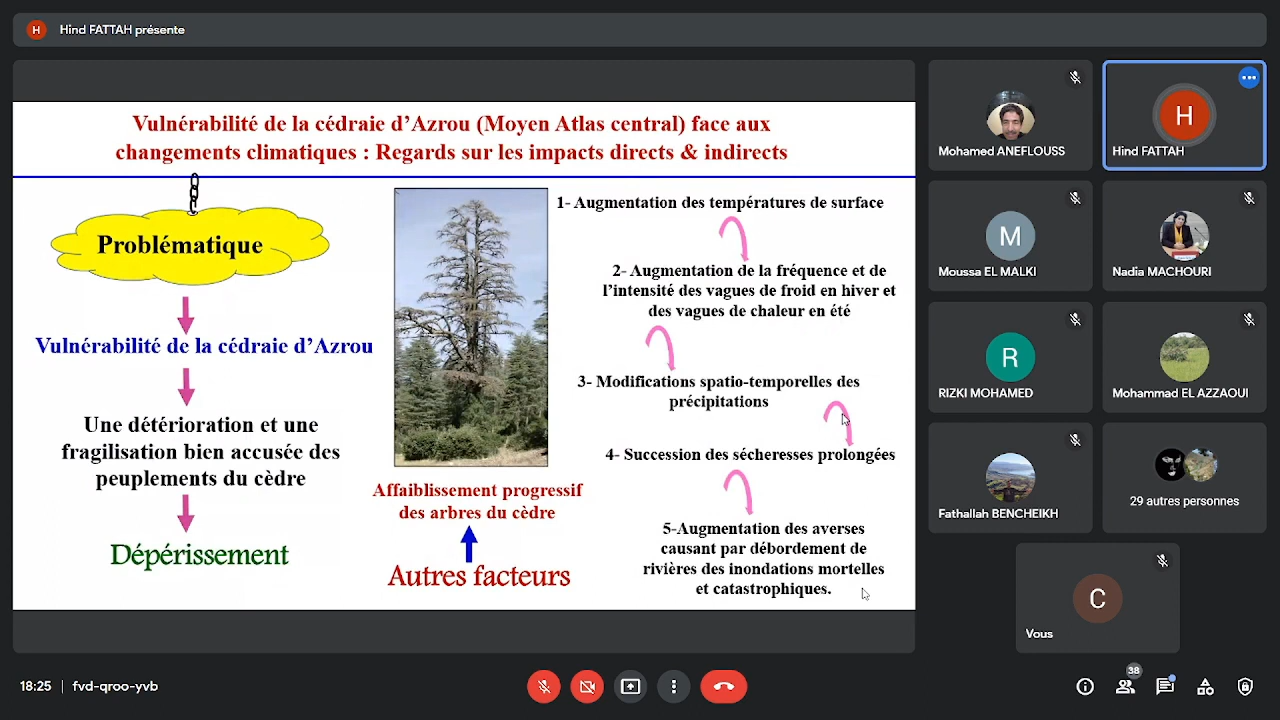 H Hind FATTAH présente
Vulnérabilité de la cédraie d’Azrou (Moyen Atlas central) face aux
changements climatiques : Regards sur les impacts directs & indirects
Problématique
Vulnérabilité de la cédraie d’Azrou
Une détérioration et une
fragilisation bien accusée des
peuplements du cèdre
Dépérissement
Affaiblissement progressif
des arbres du cèdre
Autres facteurs
1- Augmentation des températures de surface
2- Augmentation de la fréquence et de
l’intensité des vagues de froid en hiver et
des vagues de chaleur en été
3- Modifications spatio-temporelles des
précipitations
4- Succession des sécheresses prolongées
5-Augmentation des averses
causant par débordement de
rivières des inondations mortelles
et catastrophiques.
Mohamed ANEFLOUSS
H
Hind FATTAH
M
Moussa EL MALKI
Nadia MACHOURI
R
RIZKI MOHAMED
Mohammad EL AZZAOUI
Fathallah BENCHEIKH
29 autres personnes
C
Vous
18:25 | fvd-qroo-yvb
38